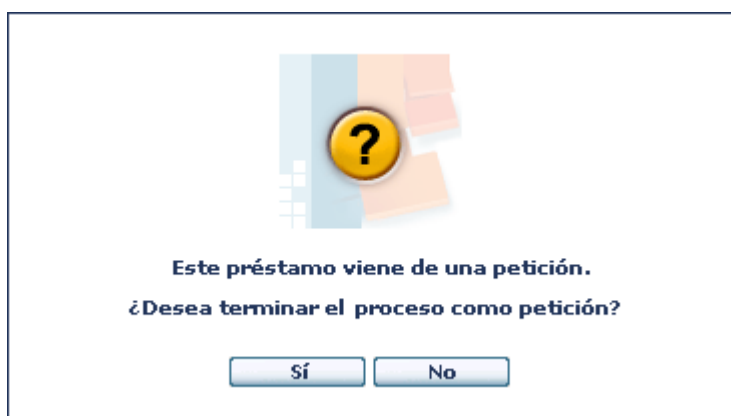 ?
Este préstamo viene de una petición.
¿Desea terminar el proceso como petición?
Sí No